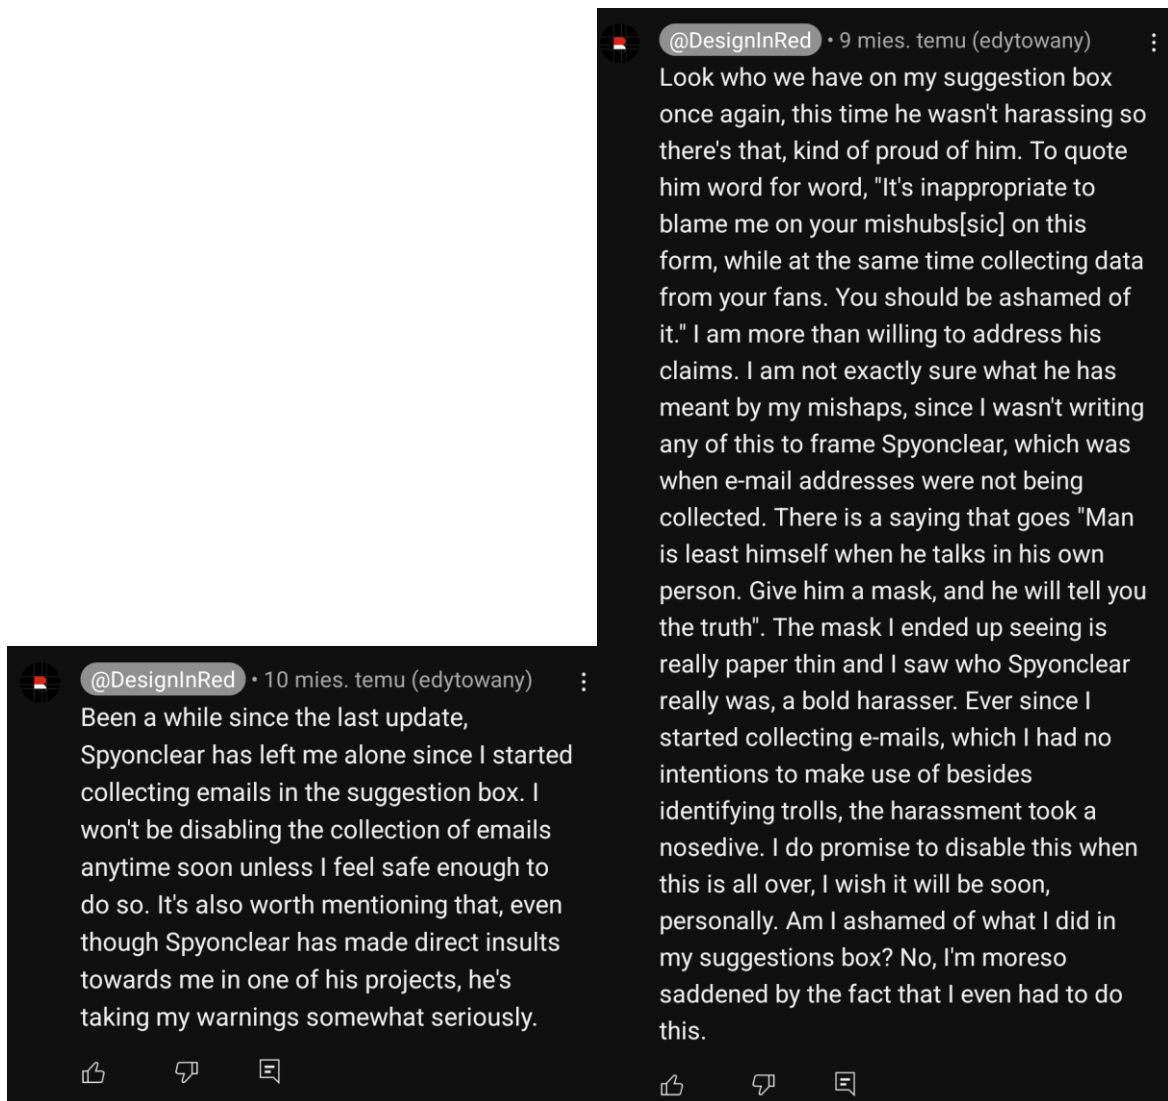 @DesignInRed • 10 mies. temu (edytowany)
Been a while since the last update,
Spyonclear has left me alone since I started
collecting emails in the suggestion box. I
won't be disabling the collection of emails
anytime soon unless I feel safe enough to
do so. It's also worth mentioning that, even
though Spyonclear has made direct insults
towards me in one of his projects, he's
taking my warnings somewhat seriously.
@DesignInRed • 9 mies. temu (edytowany)
Look who we have on my suggestion box
once again, this time he wasn't harassing so
there's that, kind of proud of him. To quote
him word for word, "It's inappropriate to
blame me on your mishubs[sic] on this
form, while at the same time collecting data
from your fans. You should be ashamed of
it." I am more than willing to address his
claims. I am not exactly sure what he has
meant by my mishaps, since I wasn't writing
any of this to frame Spyonclear, which was
when e-mail addresses were not being
collected. There is a saying that goes "Man
is least himself when he talks in his own
person. Give him a mask, and he will tell you
the truth". The mask I ended up seeing is
really paper thin and I saw who Spyonclear
really was, a bold harasser. Ever since I
started collecting e-mails, which I had no
intentions to make use of besides
identifying trolls, the harassment took a
nosedive. I do promise to disable this when
this is all over, I wish it will be soon,
personally. Am I ashamed of what I did in
my suggestions box? No, I'm moreso
saddened by the fact that I even had to do
this.